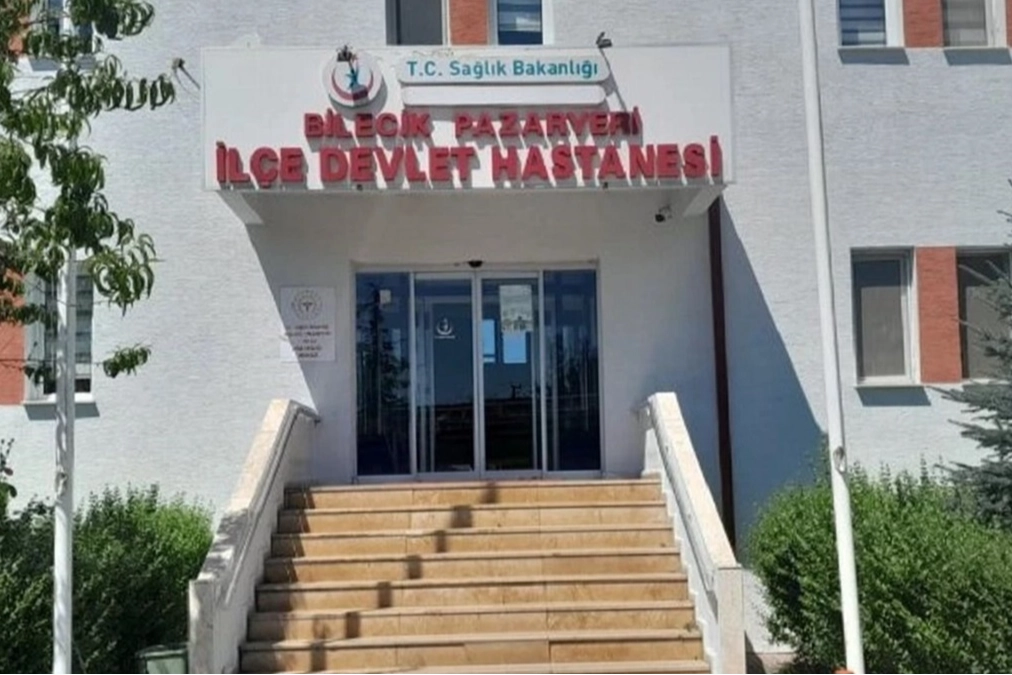 T.C. Sağlık Bakanlığı
BİLECİK PAZARYERİ
İLÇE DEVLET HASTANESİ